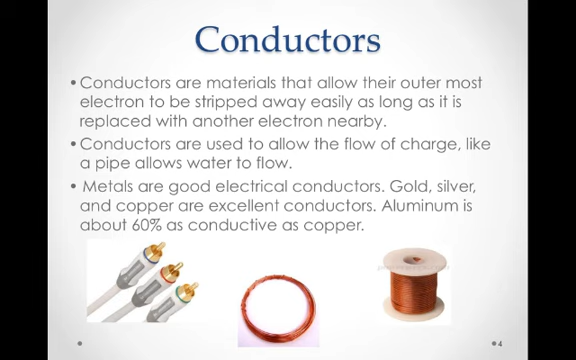 Conductors
• Conductors are materials that allow their outer most
electron to be stripped away easily as long as it is
replaced with another electron nearby.
• Conductors are used to allow the flow of charge, like
a pipe allows water to flow.
• Metals are good electrical conductors. Gold, silver,
and copper are excellent conductors. Aluminum is
about 60% as conductive as copper.
4